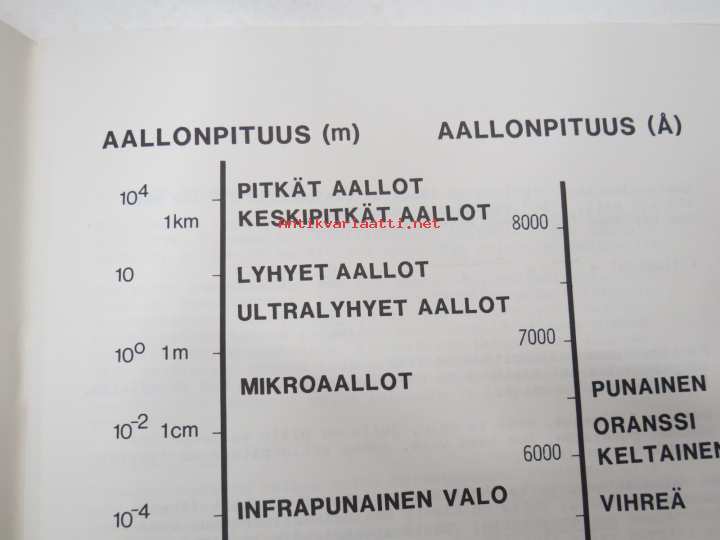 AALLONPITUUS (m)
10⁴
1km
10
10⁰ 1m
10⁻² 1cm
10⁻⁴
PITKÄT AALLOT
KESKIPITKÄT AALLOT
Antikvariaatti.net
LYHYET AALLOT
ULTRALYHYET AALLOT
MIKROAALLOT
INFRAPUNAINEN VALO
AALLONPITUUS (Å)
8000
7000
6000
PUNAINEN
ORANSSI
KELTAINEN
VIHREÄ